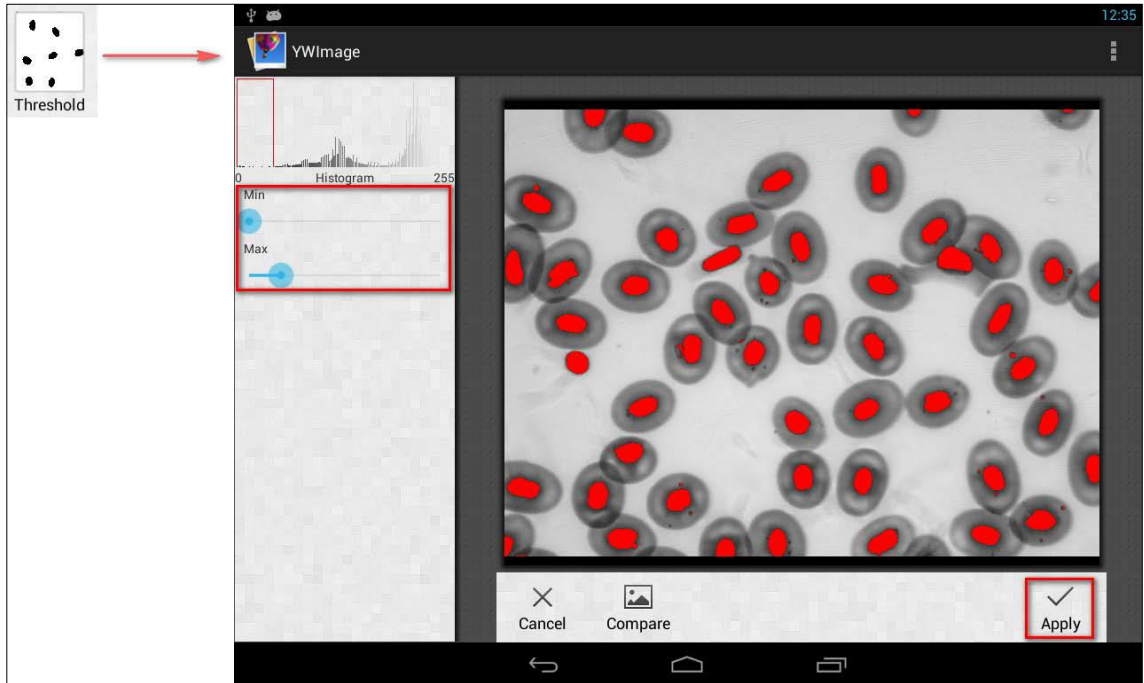 Threshold
12:35
YWImage
0 Histogram 255
Min
Max
Cancel
Compare
Apply